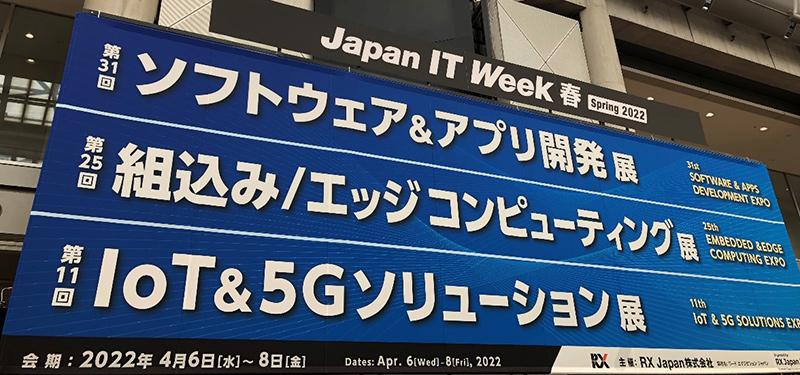 Japan IT Week 春 Spring 2022
第31回 ソフトウェア&アプリ開発 展
31st
SOFTWARE & APPS
DEVELOPMENT EXPO
第25回 組込み/エッジ コンピューティング 展
25th
EMBEDDED & EDGE
COMPUTING EXPO
第11回 IoT&5Gソリューション 展
11th
IoT & 5G SOLUTIONS
会 期 : 2022年 4月6日[水]~8日[金] Dates: Apr. 6[Wed]-8[Fri], 2022
RX 主 催 : RX Japan株式会社
RX Japan